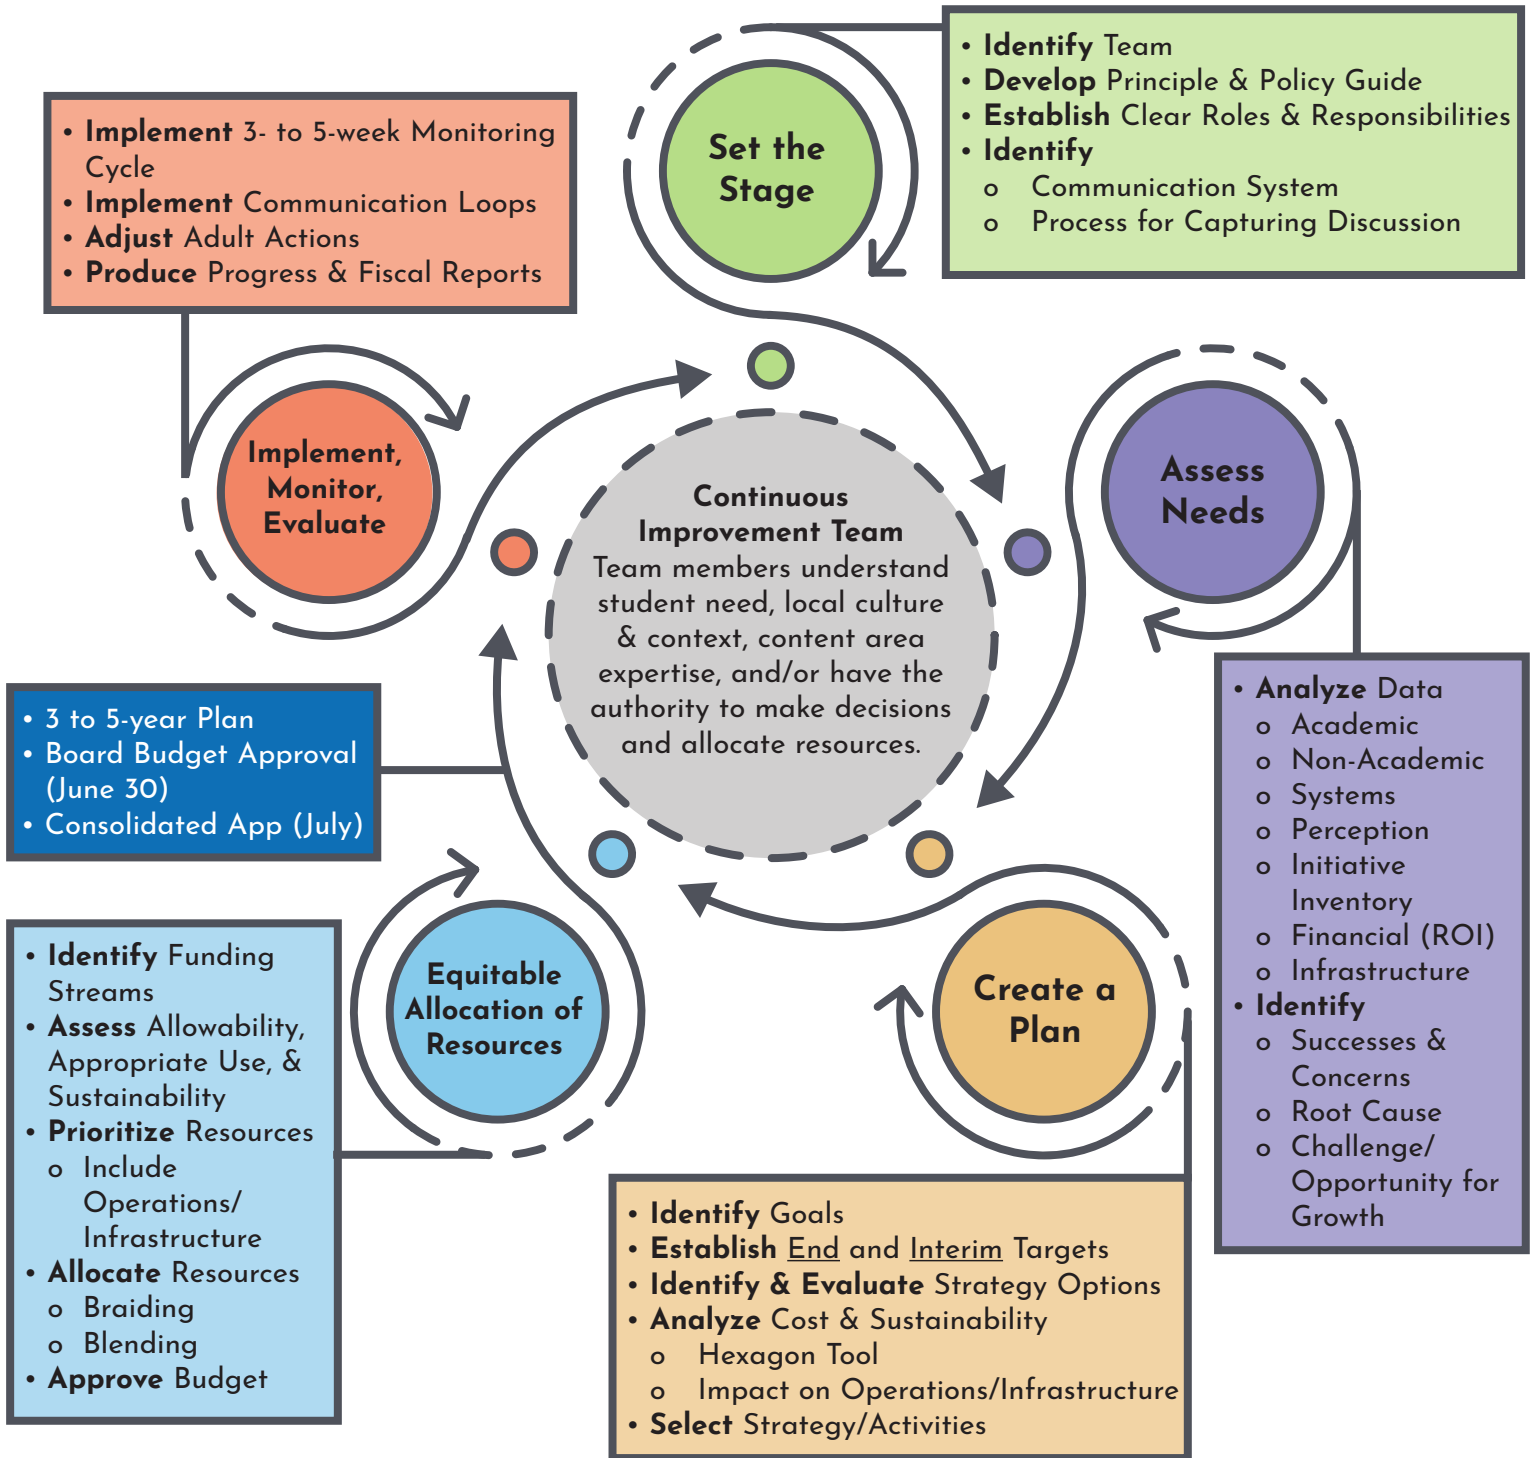 Set the
Stage
• Identify Team
• Develop Principle & Policy Guide
• Establish Clear Roles & Responsibilities
• Identify
o Communication System
o Process for Capturing Discussion
• Implement 3- to 5-week Monitoring
Cycle
• Implement Communication Loops
• Adjust Adult Actions
• Produce Progress & Fiscal Reports
Implement,
Monitor,
Evaluate
Continuous
Improvement Team
Team members understand
student need, local culture
& context, content area
expertise, and/or have the
authority to make decisions
and allocate resources.
Assess
Needs
• Analyze Data
o Academic
o Non-Academic
o Systems
o Perception
o Initiative
Inventory
o Financial (ROI)
o Infrastructure
• Identify
o Successes &
Concerns
o Root Cause
o Challenge/
Opportunity for
Growth
• 3 to 5-year Plan
• Board Budget Approval
(June 30)
• Consolidated App (July)
Equitable
Allocation of
Resources
• Identify Funding
Streams
• Assess Allowability,
Appropriate Use, &
Sustainability
• Prioritize Resources
o Include
Operations/
Infrastructure
• Allocate Resources
o Braiding
o Blending
• Approve Budget
Create a
Plan
• Identify Goals
• Establish End and Interim Targets
• Identify & Evaluate Strategy Options
• Analyze Cost & Sustainability
o Hexagon Tool
o Impact on Operations/Infrastructure
• Select Strategy/Activities